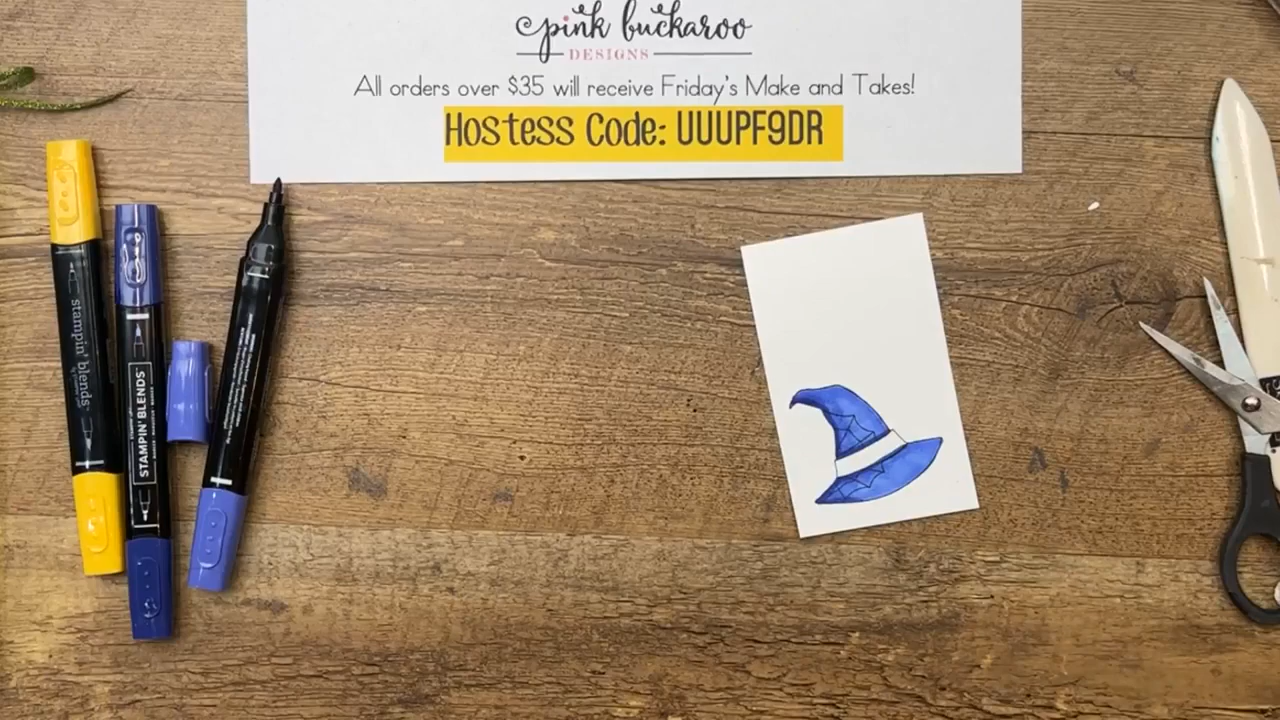 pink buckaroo
DESIGNS
All orders over $35 will receive Friday's Make and Takes!
Hostess Code: UUUPF9DR
stampin' blends
STAMPIN' BLENDS